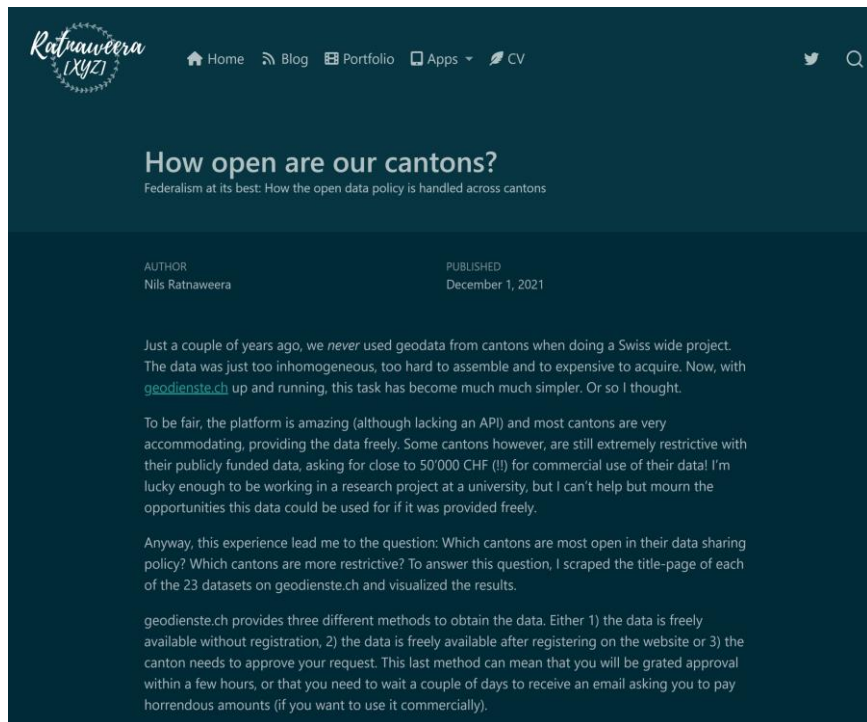 Ratnaweera
[XYZ]
Home Blog Portfolio Apps CV
How open are our cantons?
Federalism at its best: How the open data policy is handled across cantons
AUTHOR PUBLISHED
Nils Ratnaweera December 1, 2021
Just a couple of years ago, we never used geodata from cantons when doing a Swiss wide project.
The data was just too inhomogeneous, too hard to assemble and to expensive to acquire. Now, with
geodienste.ch up and running, this task has become much much simpler. Or so I thought.
To be fair, the platform is amazing (although lacking an API) and most cantons are very
accommodating, providing the data freely. Some cantons however, are still extremely restrictive with
their publicly funded data, asking for close to 50'000 CHF (!!) for commercial use of their data! I'm
lucky enough to be working in a research project at a university, but I can't help but mourn the
opportunities this data could be used for if it was provided freely.
Anyway, this experience lead me to the question: Which cantons are most open in their data sharing
policy? Which cantons are more restrictive? To answer this question, I scraped the title-page of each
of the 23 datasets on geodienste.ch and visualized the results.
geodienste.ch provides three different methods to obtain the data. Either 1) the data is freely
available without registration, 2) the data is freely available after registering on the website or 3) the
canton needs to approve your request. This last method can mean that you will be grated approval
within a few hours, or that you need to wait a couple of days to receive an email asking you to pay
horrendous amounts (if you want to use it commercially).